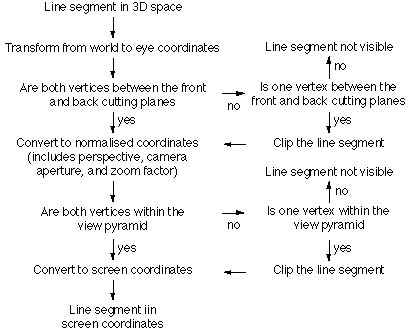 Line segment in 3D space
Transform from world to eye coordinates
Line segment not visible
no
Are both vertices between the front
and back cutting planes
no
Is one vertex between the
front and back cutting planes
yes
yes
Convert to normalised coordinates
(includes perspective, camera
aperture, and zoom factor)
Clip the line segment
Line segment not visible
no
Are both vertices within the
view pyramid
no
Is one vertex within the
view pyramid
yes
yes
Convert to screen coordinates
Clip the line segment
Line segment iin
screen coordinates